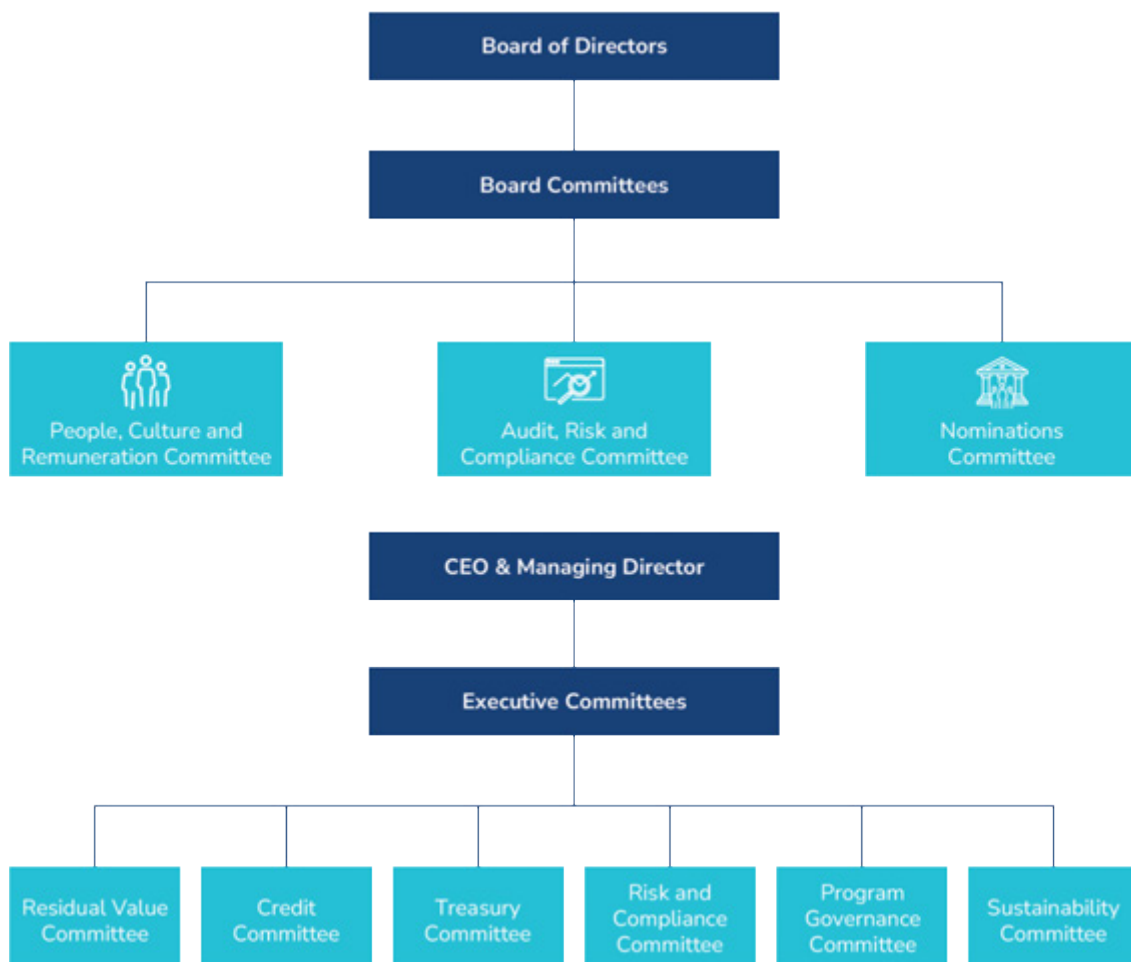 Board of Directors
Board Committees
People, Culture and
Remuneration Committee
Audit, Risk and
Compliance Committee
Nominations
Committee
CEO & Managing Director
Executive Committees
Residual Value
Committee
Credit
Committee
Treasury
Committee
Risk and
Compliance
Committee
Program
Governance
Committee
Sustainability
Committee